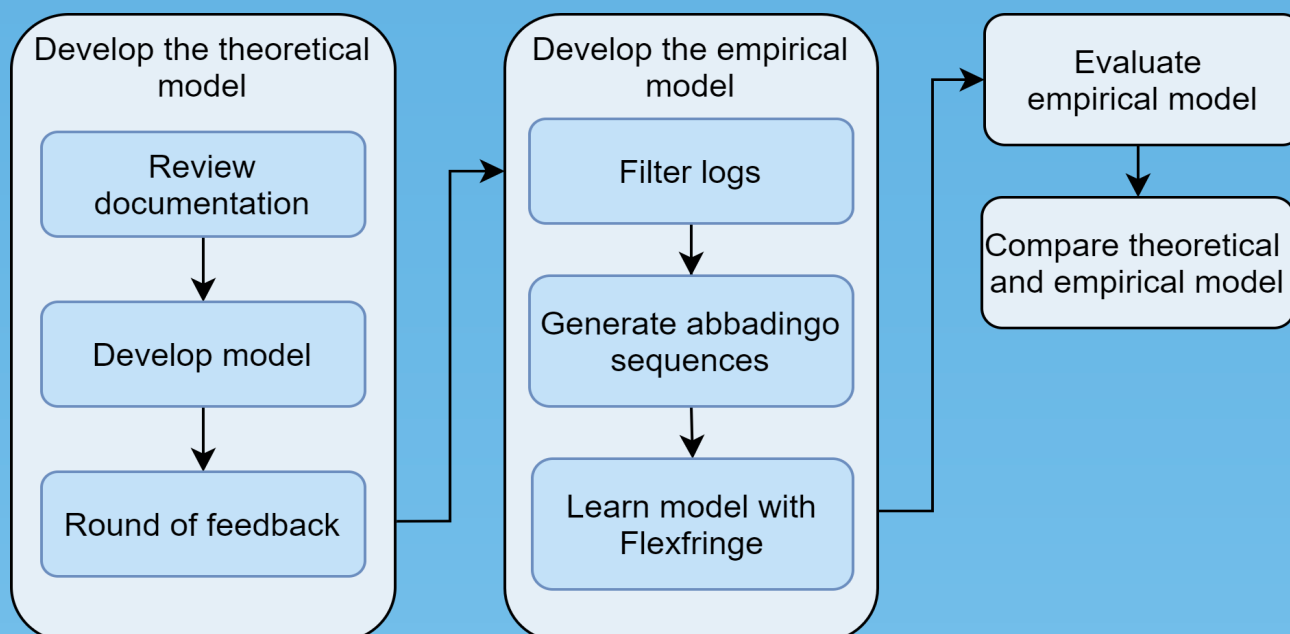 Develop the theoretical
model
Review
documentation
Develop model
Round of feedback
Develop the empirical
model
Filter logs
Generate abbadingo
sequences
Learn model with
Flexfringe
Evaluate
empirical model
Compare theoretical
and empirical model